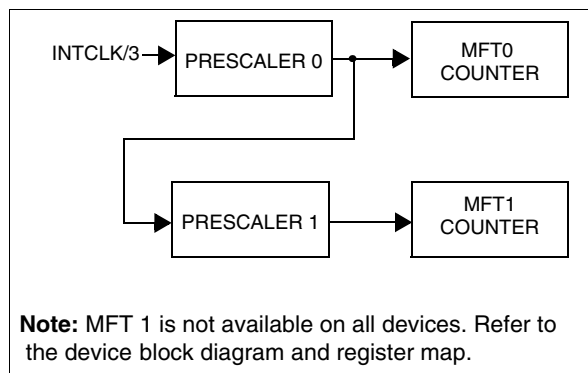 INTCLK/3
PRESCALER 0
MFT0
COUNTER
PRESCALER 1
MFT1
COUNTER
Note: MFT 1 is not available on all devices. Refer to
the device block diagram and register map.